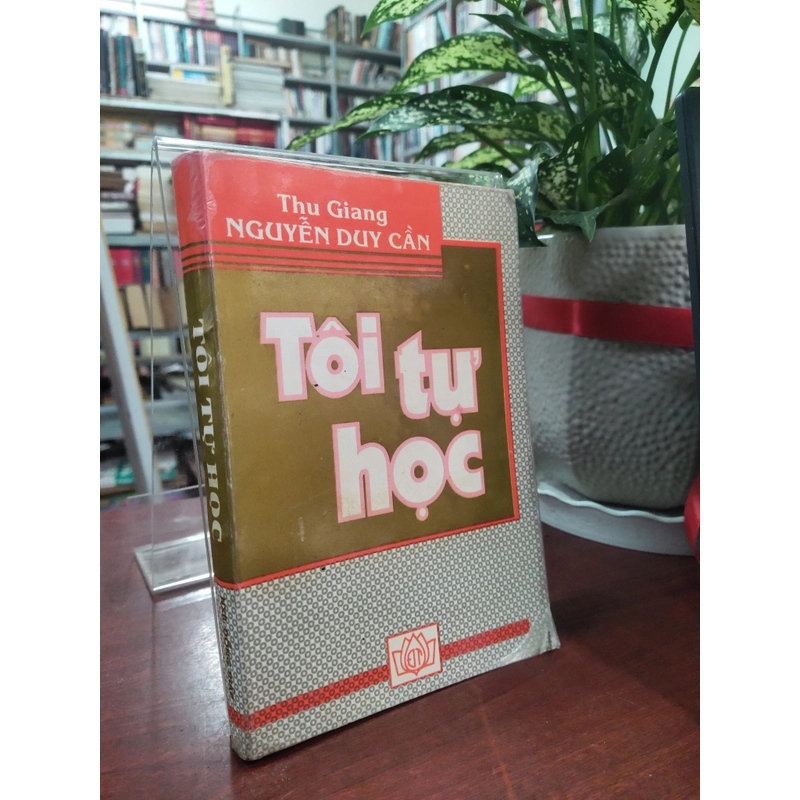 Thu Giang
NGUYỄN DUY CẦN
Tôi tự
học
TÔI TỰ HỌC